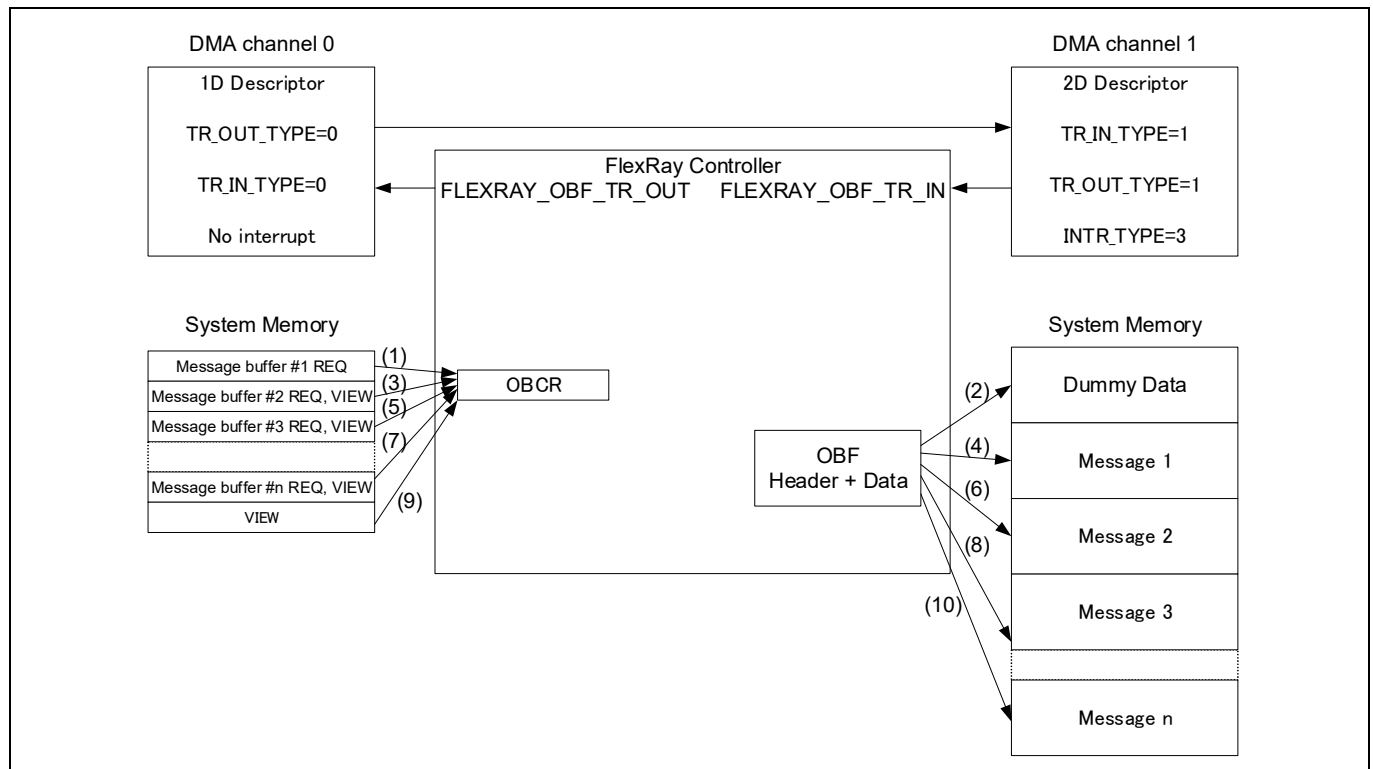 DMA channel 0
1D Descriptor
TR_OUT_TYPE=0
TR_IN_TYPE=0
No interrupt
DMA channel 1
2D Descriptor
TR_IN_TYPE=1
TR_OUT_TYPE=1
INTR_TYPE=3
FlexRay Controller
FLEXRAY_OBF_TR_OUT FLEXRAY_OBF_TR_IN
System Memory
Message buffer #1 REQ
Message buffer #2 REQ, VIEW
Message buffer #3 REQ, VIEW
Message buffer #n REQ, VIEW
VIEW
(1)
(3)
(5)
(7)
(9)
OBCR
OBF
Header + Data
(2)
(4)
(6)
(8)
(10)
System Memory
Dummy Data
Message 1
Message 2
Message 3
Message n